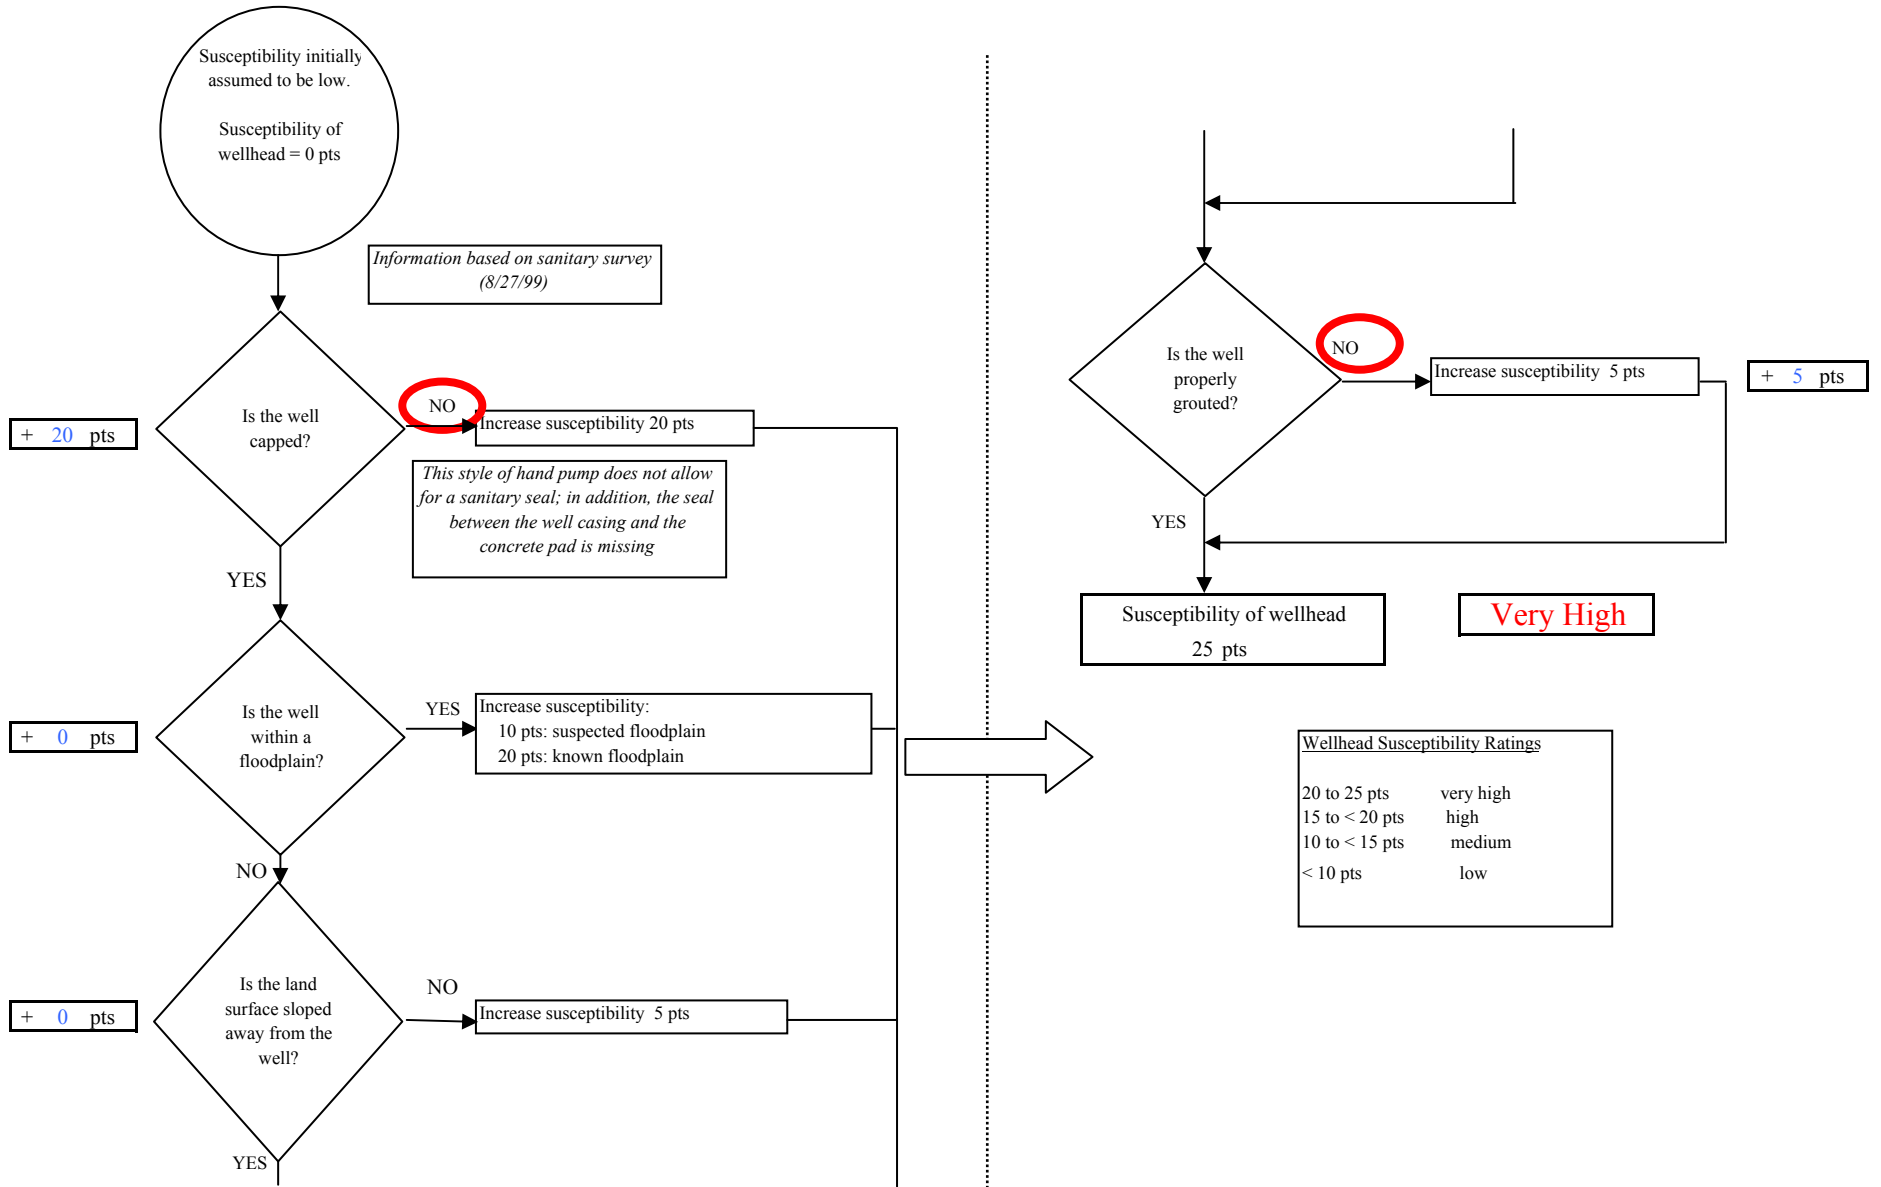 Susceptibility initially
assumed to be low.
Susceptibility of
wellhead = 0 pts
Information based on sanitary survey
(8/27/99)
+ 20 pts
Is the well
capped?
NO
Increase susceptibility 20 pts
This style of hand pump does not allow
for a sanitary seal; in addition, the seal
between the well casing and the
concrete pad is missing
YES
+ 0 pts
Is the well
within a
floodplain?
YES
Increase susceptibility:
10 pts: suspected floodplain
20 pts: known floodplain
NO
+ 0 pts
Is the land
surface sloped
away from the
well?
NO
Increase susceptibility 5 pts
YES
Is the well
properly
grouted?
NO
Increase susceptibility 5 pts
+ 5 pts
YES
Susceptibility of wellhead
25 pts
Very High
Wellhead Susceptibility Ratings
20 to 25 pts very high
15 to < 20 pts high
10 to < 15 pts medium
< 10 pts low